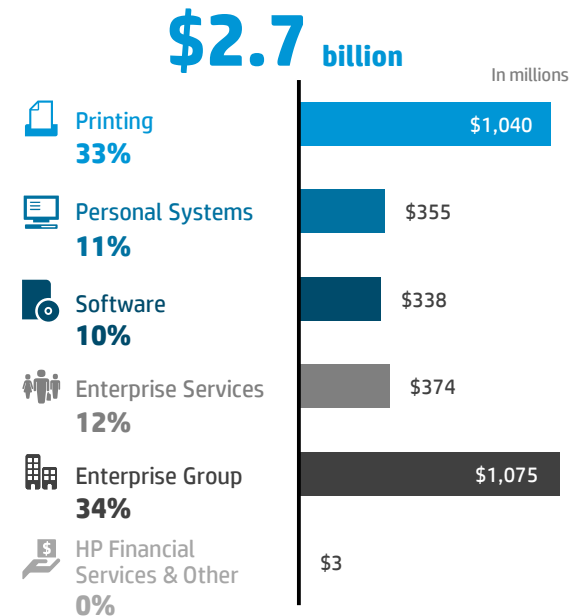 $2.7 billion
In millions
Printing
33%
$1,040
Personal Systems
11%
$355
Software
10%
$338
Enterprise Services
12%
$374
Enterprise Group
34%
$1,075
HP Financial
Services & Other
0%
$3
$